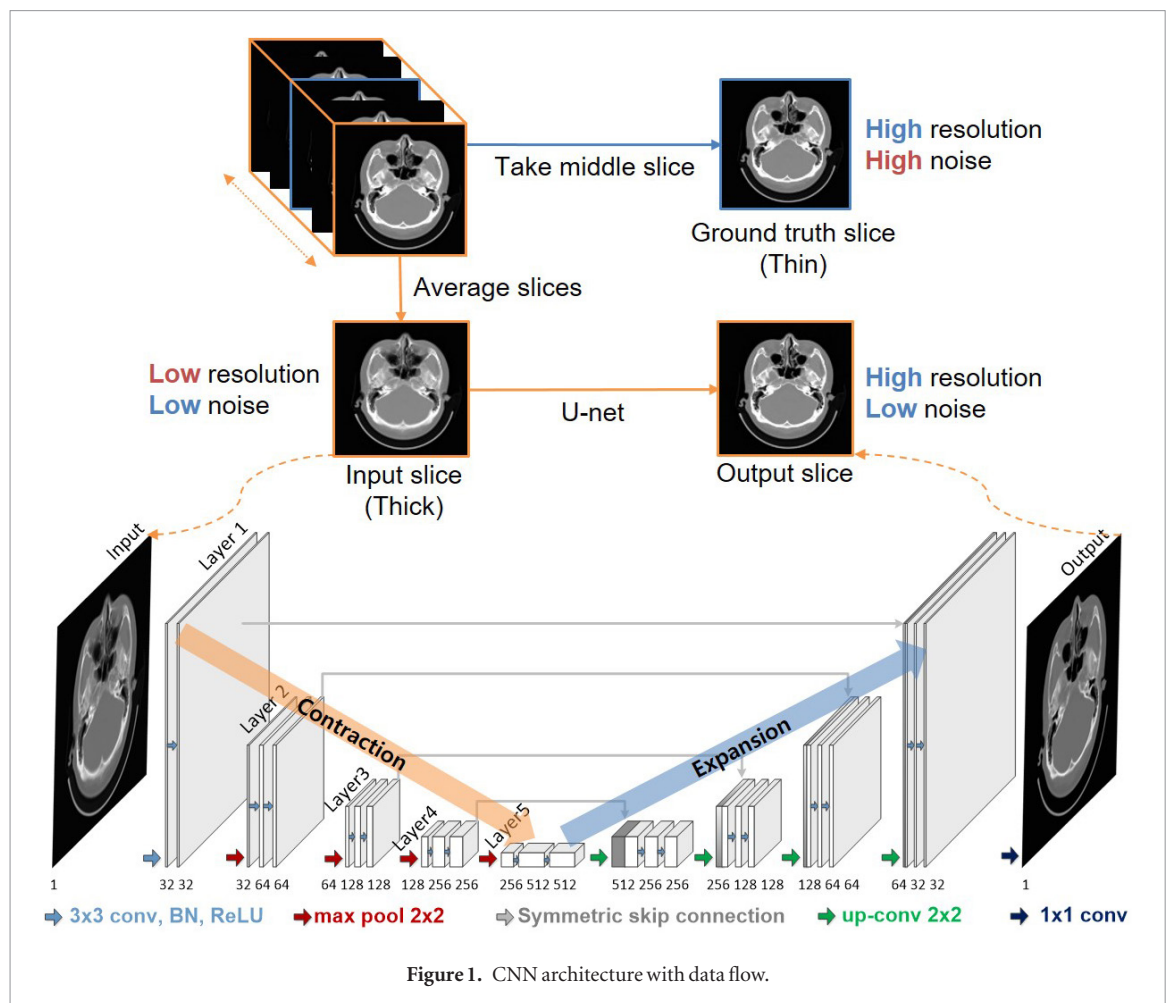 Take middle slice
High resolution
High noise
Ground truth slice
(Thin)
Average slices
Low resolution
Low noise
U-net
High resolution
Low noise
Input slice
(Thick)
Output slice
Input
Layer 1
Layer 2
Layer3
Layer4
Layer5
Contraction
Expansion
Output
1 32 32 32 64 64 64 128 128 128 256 256 256 512 512 512 256 256 256 128 128 128 64 64 64 32 32 1
3x3 conv, BN, ReLU max pool 2x2 Symmetric skip connection up-conv 2x2 1x1 conv
Figure 1. CNN architecture with data flow.